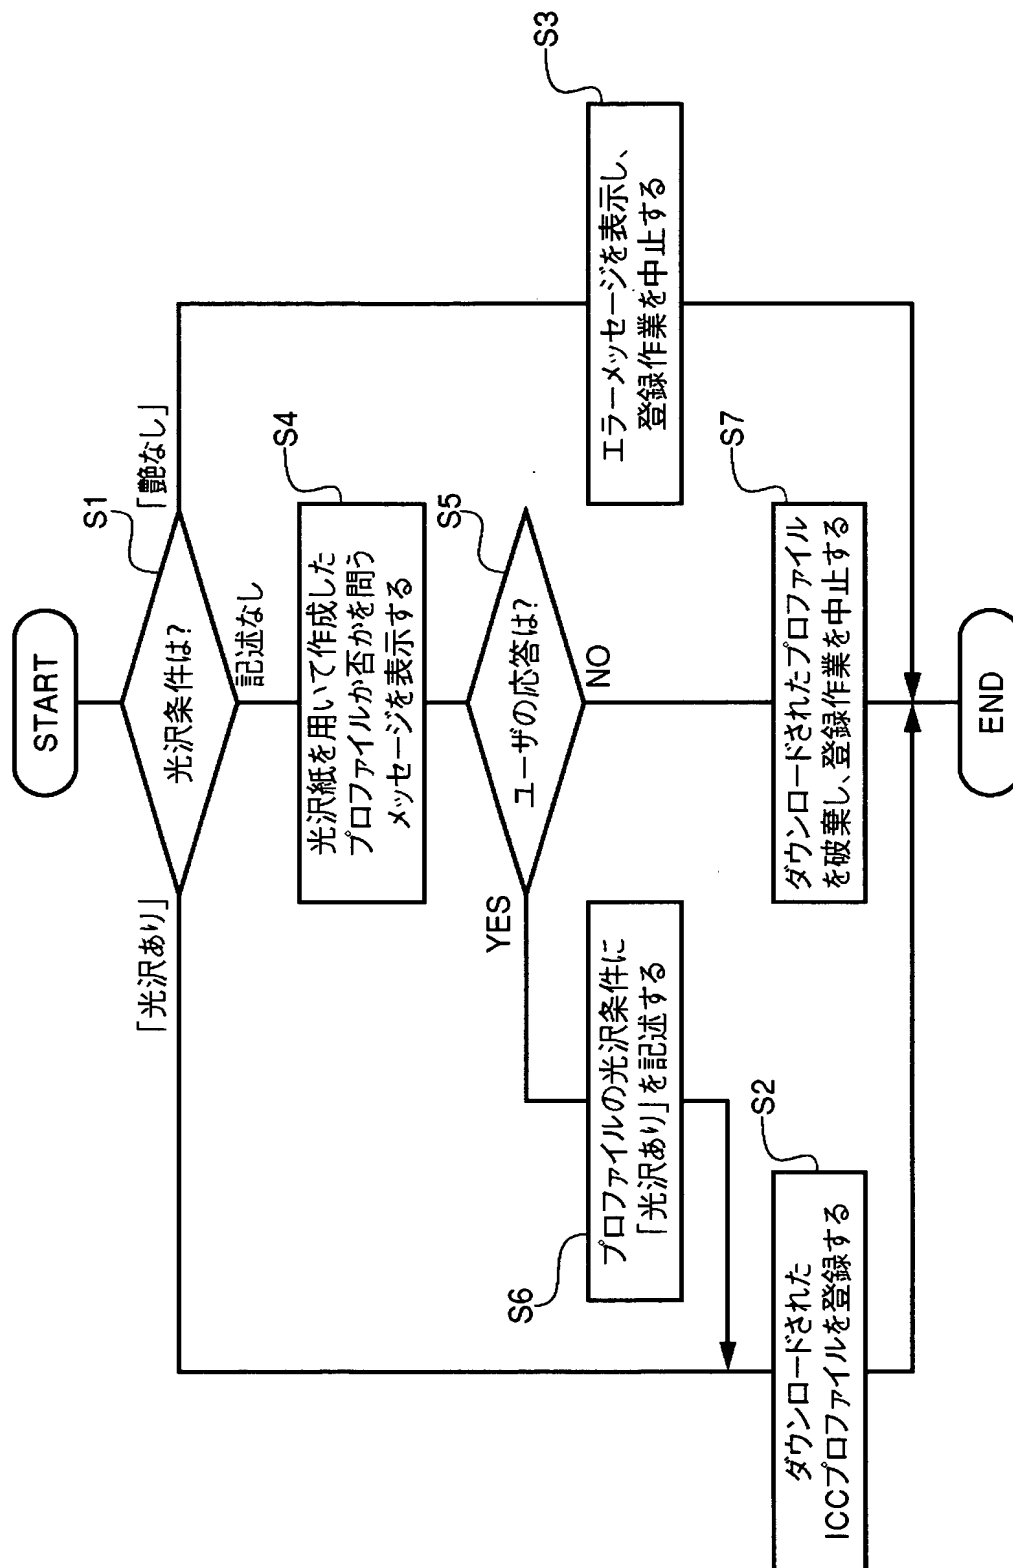 START
光沢条件は?
S1
「光沢あり」
「艶なし」
記述なし
光沢紙を用いて作成した
プロファイルか否かを問う
メッセージを表示する
S4
ユーザの応答は?
S5
YES
NO
プロファイルの光沢条件に
「光沢あり」を記述する
S6
エラーメッセージを表示し、
登録作業を中止する
S3
ダウンロードされた
ICCプロファイルを登録する
S2
ダウンロードされたプロファイル
を破棄し、登録作業を中止する
S7
END